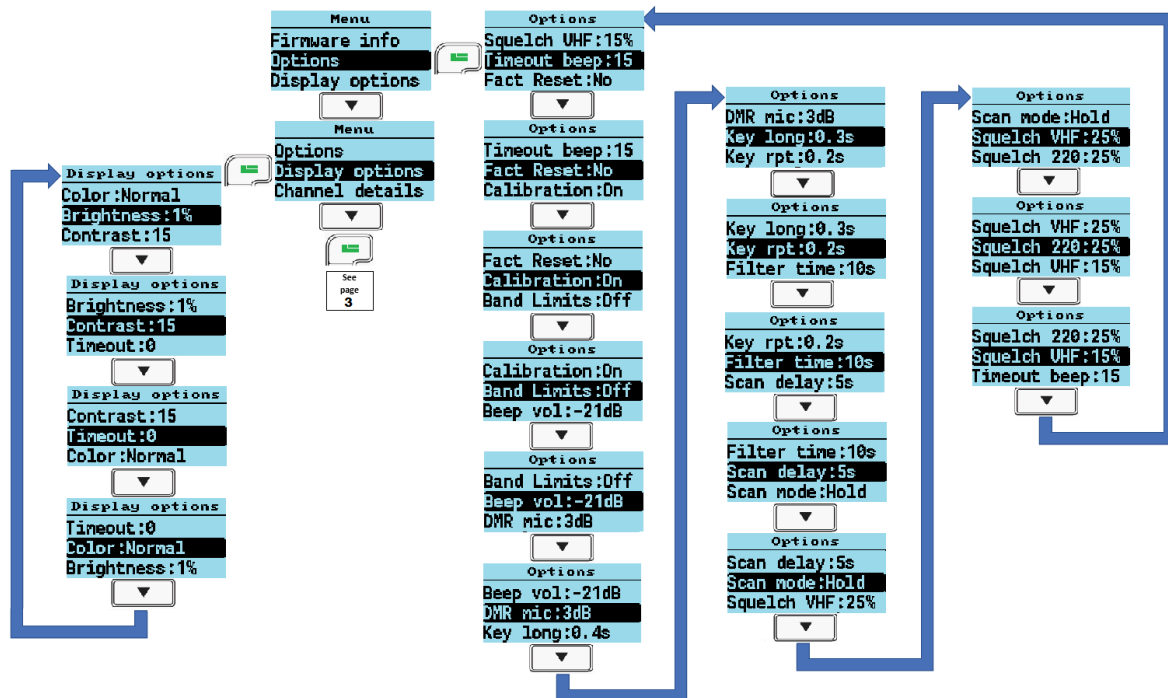 Menu
Firmware info
Options
Display options
Menu
Options
Display options
Channel details
See
page
3
Display options
Color:Normal
Brightness:1%
Contrast:15
Display options
Brightness:1%
Contrast:15
Timeout:0
Display options
Contrast:15
Timeout:0
Color:Normal
Display options
Timeout:0
Color:Normal
Brightness:1%
Options
Squelch UHF:15%
Timeout beep:15
Fact Reset:No
Options
Timeout beep:15
Fact Reset:No
Calibration:On
Options
Fact Reset:No
Calibration:On
Band Limits:Off
Options
Calibration:On
Band Limits:Off
Beep vol:-21dB
Options
Band Limits:Off
Beep vol:-21dB
DMR mic:3dB
Options
Beep vol:-21dB
DMR mic:3dB
Key long:0.4s
Options
DMR mic:3dB
Key long:0.3s
Key rpt:0.2s
Options
Key long:0.3s
Key rpt:0.2s
Filter time:10s
Options
Key rpt:0.2s
Filter time:10s
Scan delay:5s
Options
Filter time:10s
Scan delay:5s
Scan mode:Hold
Options
Scan delay:5s
Scan mode:Hold
Squelch VHF:25%
Options
Scan mode:Hold
Squelch VHF:25%
Squelch 220:25%
Options
Squelch VHF:25%
Squelch 220:25%
Squelch UHF:15%
Options
Squelch 220:25%
Squelch UHF:15%
Timeout beep:15